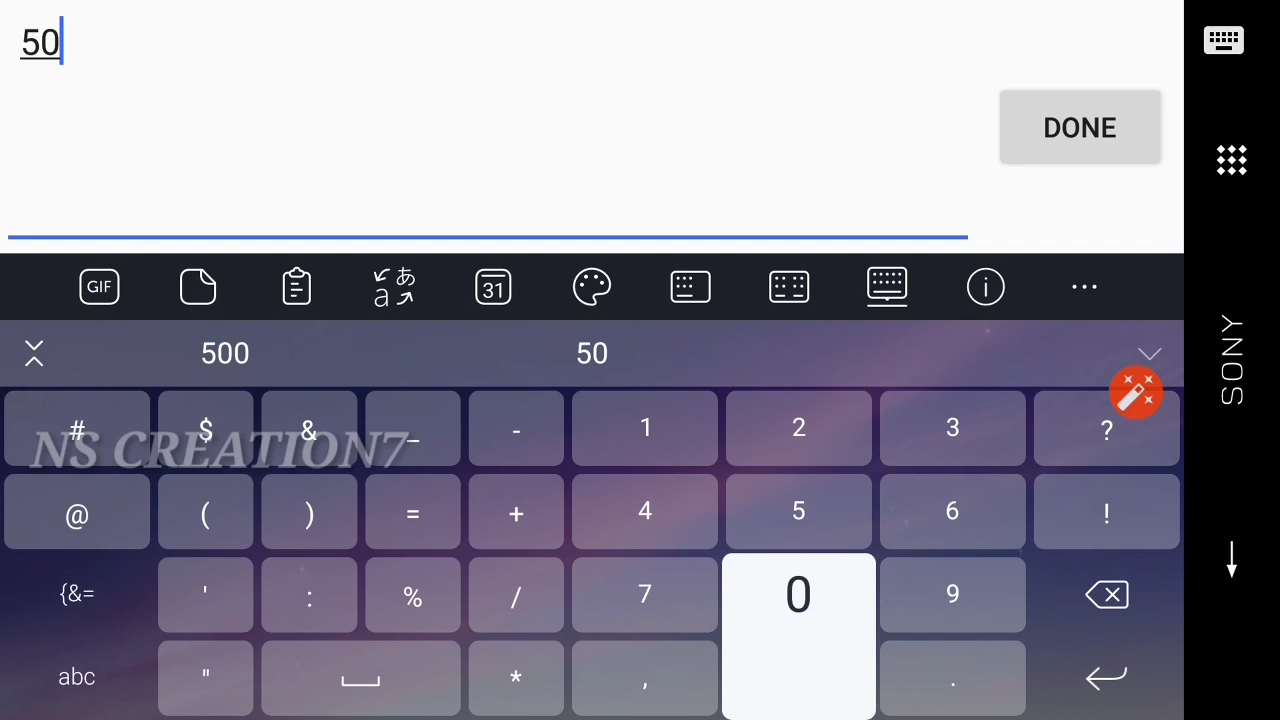 50
DONE
GIF
a あ
31
i
500 50
# $ & _ - 1 2 3 ?
NS CREATION7
@ ( ) = + 4 5 6 !
{&= ' : % / 7 0 9
abc " * , .
SONY